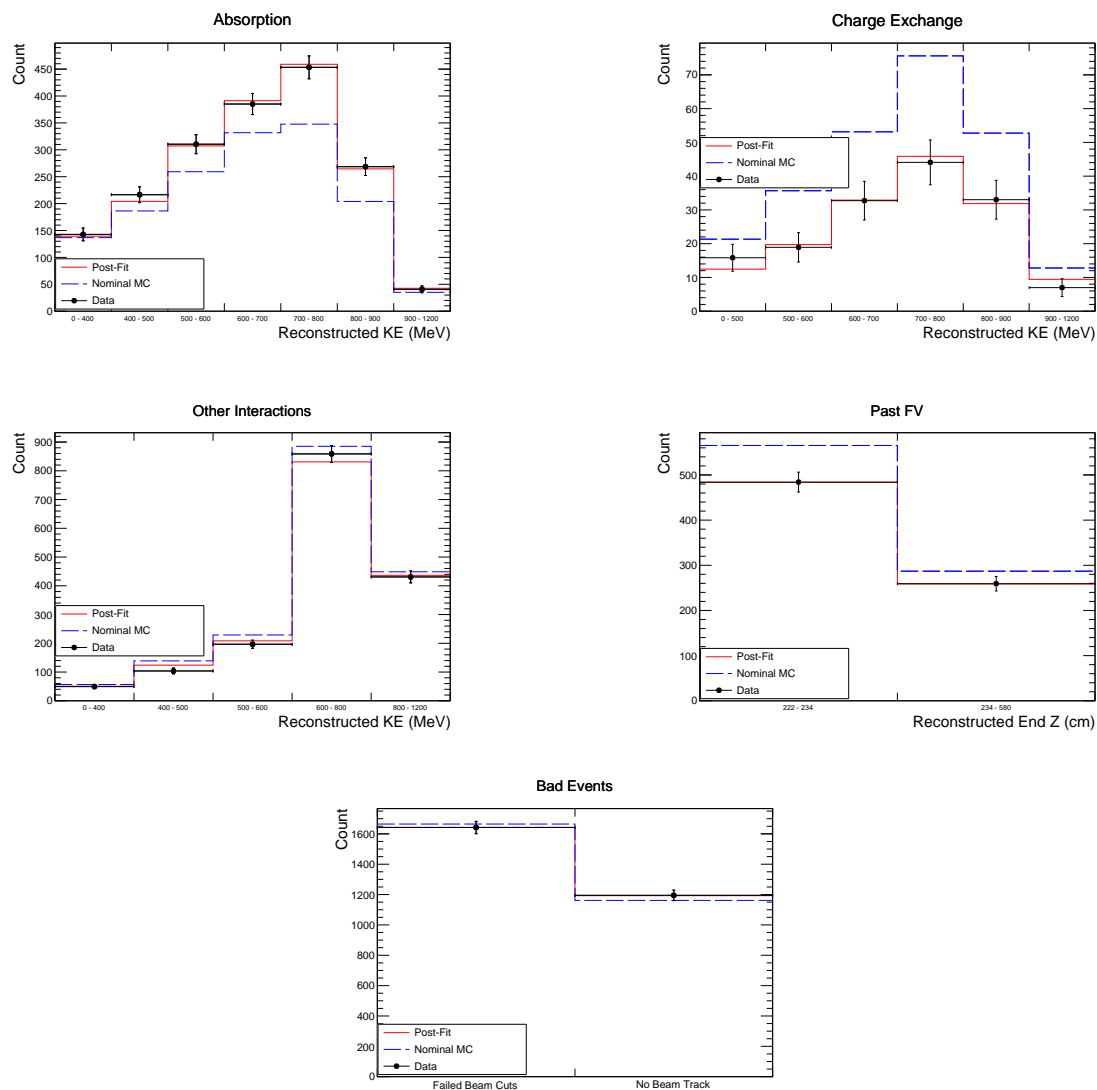 Absorption
Count
450
400
350
300
250
200
150
100
50
0
Post-Fit
Nominal MC
Data
0 - 400 400 - 500 500 - 600 600 - 700 700 - 800 800 - 900 900 - 1200
Reconstructed KE (MeV)
Charge Exchange
Count
70
60
50
40
30
20
10
0
Post-Fit
Nominal MC
Data
0 - 500 500 - 600 600 - 700 700 - 800 800 - 900 900 - 1200
Reconstructed KE (MeV)
Other Interactions
Count
900
800
700
600
500
400
300
200
100
0
Post-Fit
Nominal MC
Data
0 - 400 400 - 500 500 - 600 600 - 800 800 - 1200
Reconstructed KE (MeV)
Past FV
Count
500
400
300
200
100
0
Post-Fit
Nominal MC
Data
222 - 234 234 - 580
Reconstructed End Z (cm)
Bad Events
Count
1600
1400
1200
1000
800
600
400
200
0
Post-Fit
Nominal MC
Data
Failed Beam Cuts No Beam Track